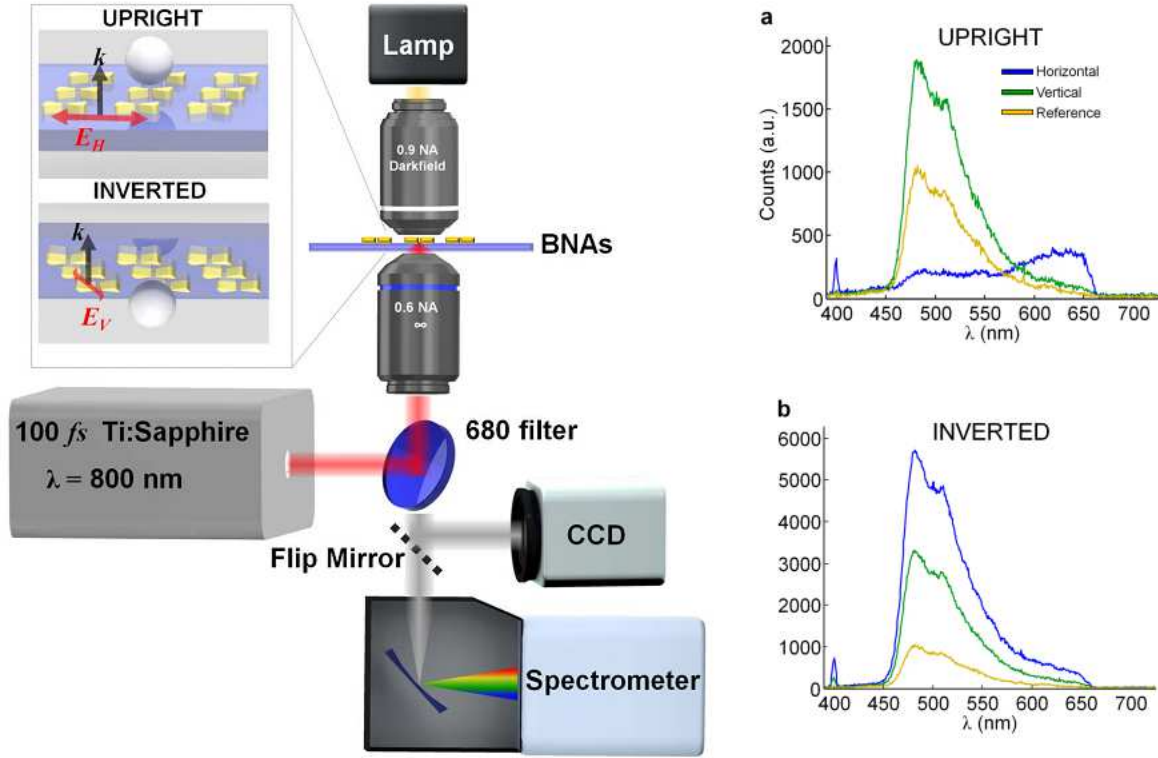 UPRIGHT
k
E_H
INVERTED
k
E_V
Lamp
0.9 NA
Darkfield
BNAs
0.6 NA
∞
100 fs Ti:Sapphire
λ = 800 nm
680 filter
Flip Mirror
CCD
Spectrometer
a
UPRIGHT
Horizontal
Vertical
Reference
Counts (a.u.)
2000
1500
1000
500
0
400 450 500 550 600 650 700
λ (nm)
b
INVERTED
6000
5000
4000
3000
2000
1000
0
400 450 500 550 600 650 700
λ (nm)